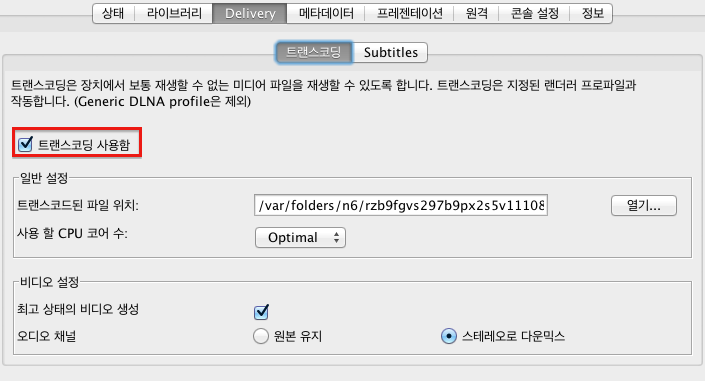 상태 라이브러리 Delivery 메타데이터 프레젠테이션 원격 콘솔 설정 정보
트랜스코딩 Subtitles
트랜스코딩은 장치에서 보통 재생할 수 없는 미디어 파일을 재생할 수 있도록 합니다. 트랜스코딩은 지정된 랜더러 프로파일과
작동합니다. (Generic DLNA profile은 제외)
트랜스코딩 사용함
일반 설정
트랜스코드된 파일 위치: /var/folders/n6/rzb9fgvs297b9px2s5v11108 열기...
사용 할 CPU 코어 수: Optimal
비디오 설정
최고 상태의 비디오 생성
오디오 채널 원본 유지 스테레오로 다운믹스